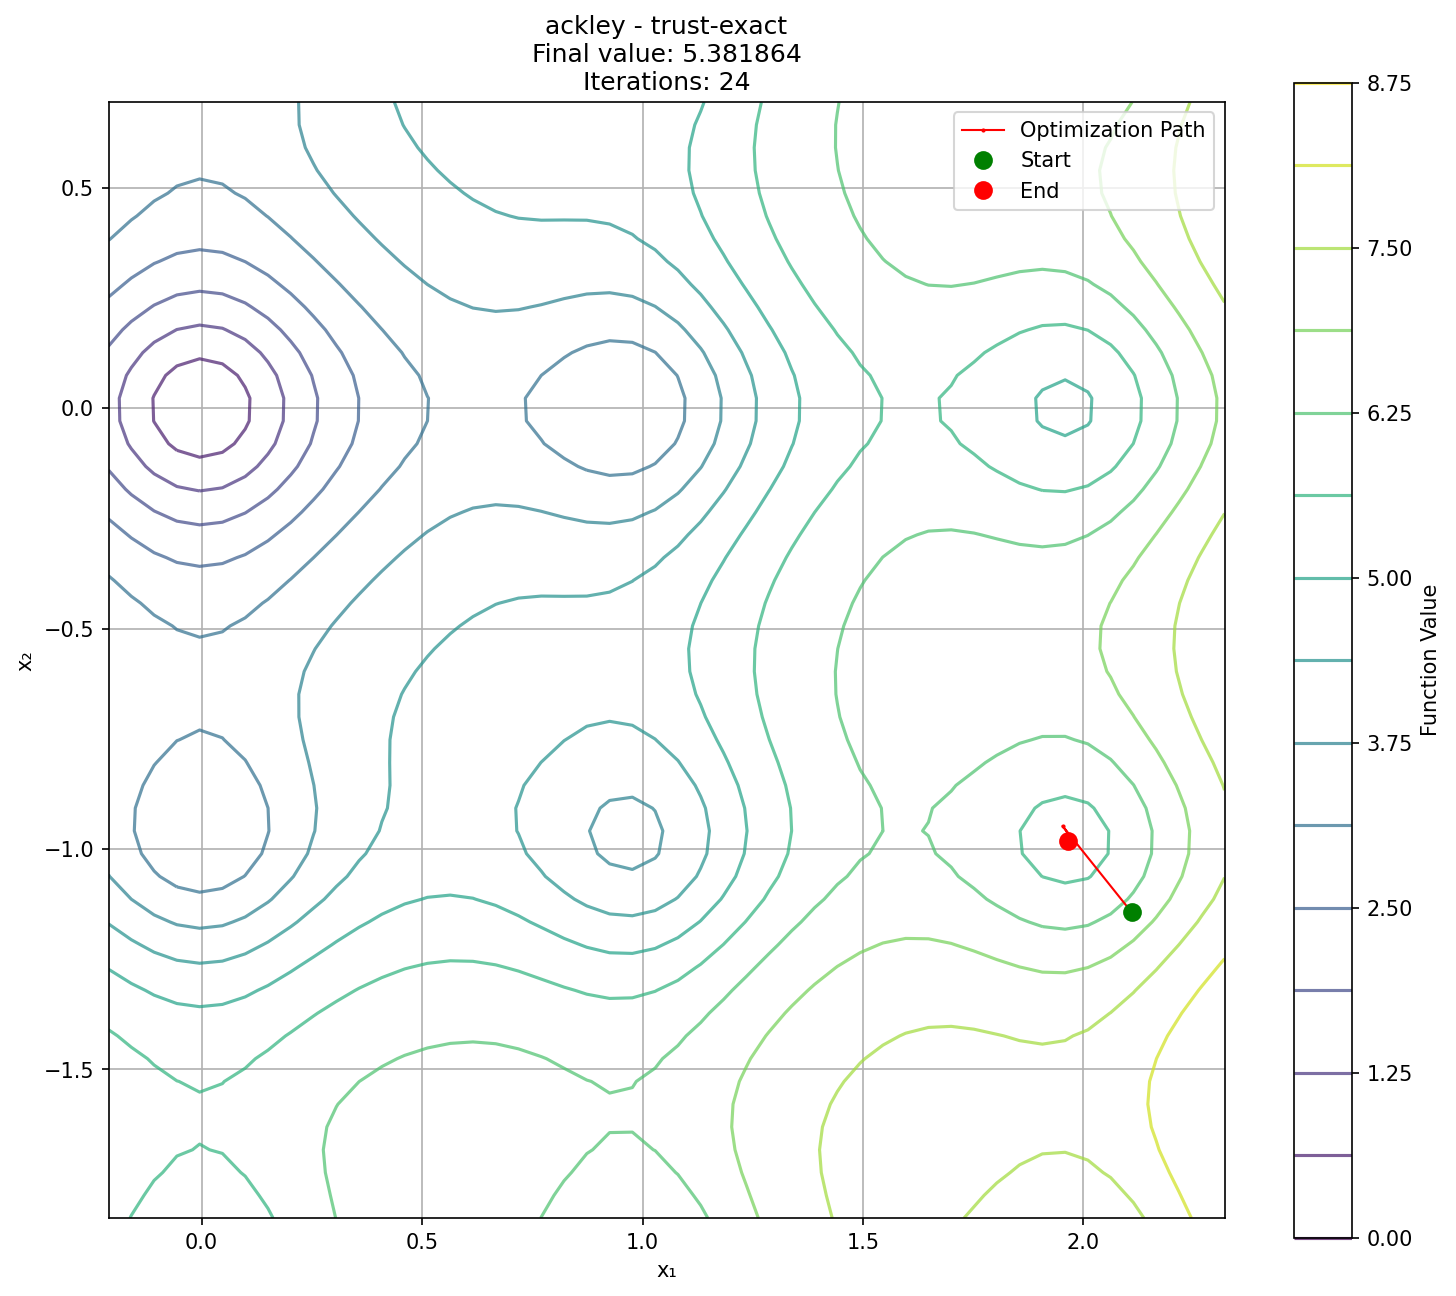 ackley - trust-exact
Final value: 5.381864
Iterations: 24
Optimization Path
Start
End
0.5
0.0
−0.5
−1.0
−1.5
x₂
0.0
0.5
1.0
1.5
2.0
x₁
8.75
7.50
6.25
5.00
3.75
2.50
1.25
0.00
Function Value